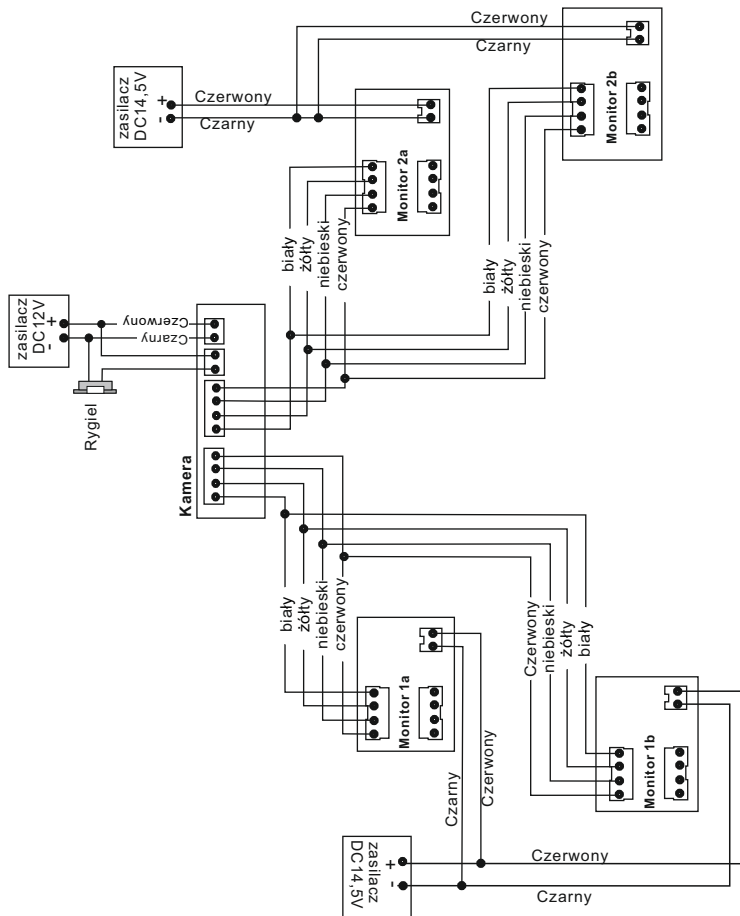 Czerwony
Czarny
zasilacz
DC14,5V
+
-
Czerwony
Czarny
Monitor 2b
Monitor 2a
biały
żółty
niebieski
czerwony
biały
żółty
niebieski
czerwony
zasilacz
DC12V
+
-
Czerwony
Czarny
Rygiel
Kamera
biały
żółty
niebieski
czerwony
Czerwony
niebieski
żółty
biały
Monitor 1a
Monitor 1b
Czarny
Czerwony
zasilacz
DC14,5V
+
-
Czerwony
Czarny